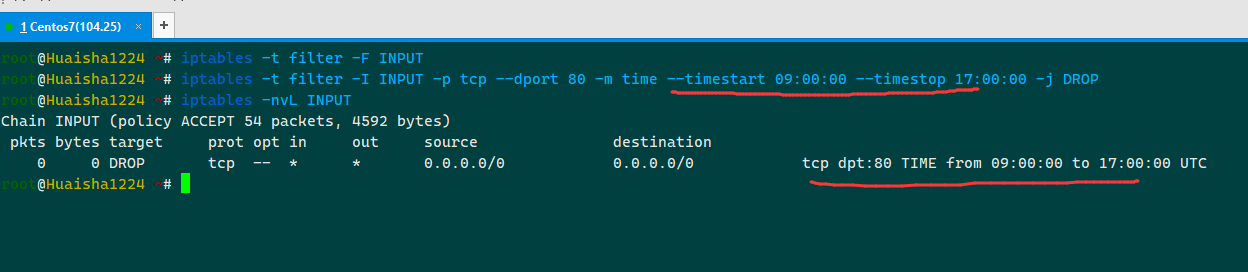 1 Centos7(104.25) × +
root@Huaisha1224 ~# iptables -t filter -F INPUT
root@Huaisha1224 ~# iptables -t filter -I INPUT -p tcp --dport 80 -m time --timestart 09:00:00 --timestop 17:00:00 -j DROP
root@Huaisha1224 ~# iptables -nvL INPUT
Chain INPUT (policy ACCEPT 54 packets, 4592 bytes)
pkts bytes target prot opt in out source destination
0 0 DROP tcp -- * * 0.0.0.0/0 0.0.0.0/0 tcp dpt:80 TIME from 09:00:00 to 17:00:00 UTC
root@Huaisha1224 ~#